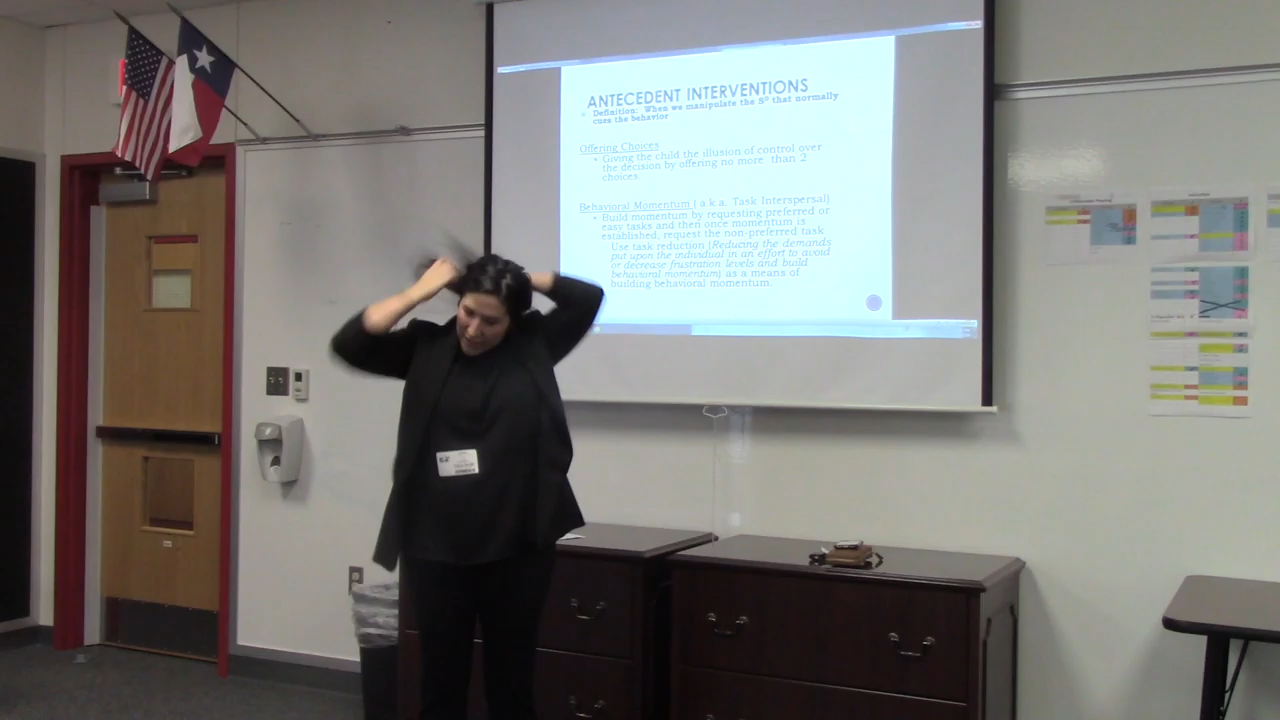 ANTECEDENT INTERVENTIONS
Definition: When we manipulate the Sᴰ that normally
cues the behavior
Offering Choices
Giving the child the illusion of control over
the decision by offering no more than 2
choices.
Behavioral Momentum ( a.k.a. Task Interspersal)
Build momentum by requesting preferred or
easy tasks and then once momentum is
established, request the non-preferred task
Use task reduction (Reducing the demands
put upon the individual in an effort to avoid
or decrease frustration levels and build
behavioral momentum) as a means of
building behavioral momentum.